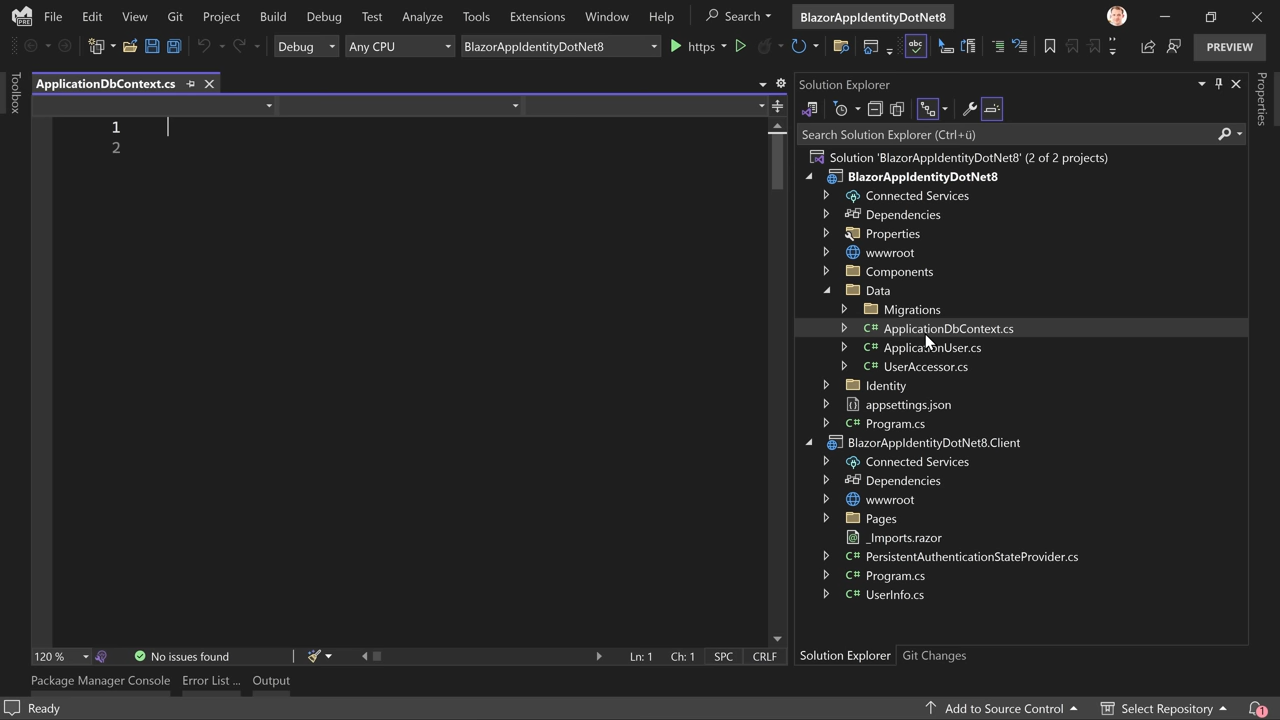 File Edit View Git Project Build Debug Test Analyze Tools Extensions Window Help Search BlazorAppIdentityDotNet8
PRE
Debug Any CPU BlazorAppIdentityDotNet8 https abc PREVIEW
Toolbox
ApplicationDbContext.cs
1
2
120 % No issues found Ln: 1 Ch: 1 SPC CRLF
Solution Explorer
Search Solution Explorer (Ctrl+ü)
Solution 'BlazorAppIdentityDotNet8' (2 of 2 projects)
BlazorAppIdentityDotNet8
Connected Services
Dependencies
Properties
wwwroot
Components
Data
Migrations
C# ApplicationDbContext.cs
C# ApplicationUser.cs
C# UserAccessor.cs
Identity
appsettings.json
C# Program.cs
BlazorAppIdentityDotNet8.Client
Connected Services
Dependencies
wwwroot
Pages
_Imports.razor
C# PersistentAuthenticationStateProvider.cs
C# Program.cs
C# UserInfo.cs
Solution Explorer Git Changes
Properties
Package Manager Console Error List ... Output
Ready Add to Source Control Select Repository 1